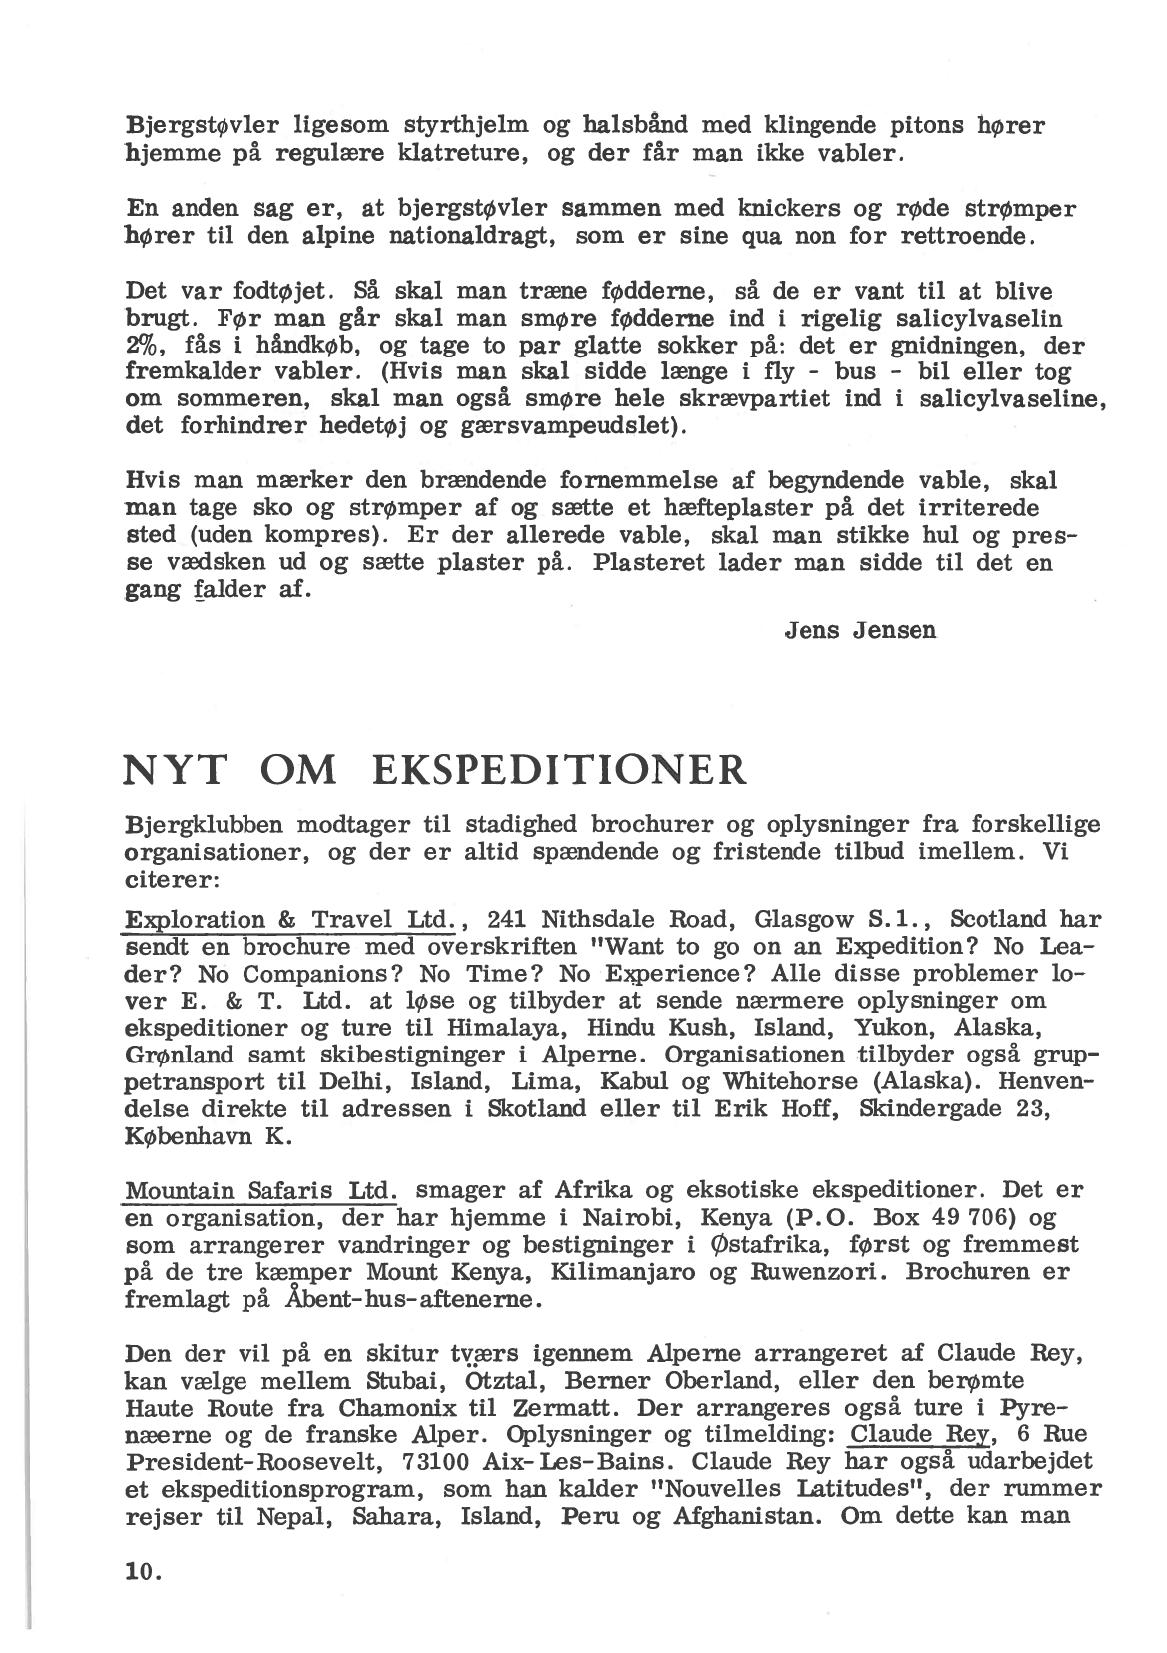 Bjergstøvler ligesom styrthjelm og halsbånd med klingende pitons hører
hjemme på regulære klatreture, og der får man ikke vabler.
En anden sag er, at bjergstøvler sammen med knickers og røde strømper
hører til den alpine nationaldragt, som er sine qua non for rettroende.
Det var fodtøjet. Så skal man træne fødderne, så de er vant til at blive
brugt. Før man går skal man smøre fødderne ind i rigelig salicylvaselin
2%, fås i håndkøb, og tage to par glatte sokker på: det er gnidningen, der
fremkalder vabler. (Hvis man skal sidde længe i fly - bus - bil eller tog
om sommeren, skal man også smøre hele skrævpartiet ind i salicylvaseline,
det forhindrer hedetøj og gærsvampeudslet).
Hvis man mærker den brændende fornemmelse af begyndende vable, skal
man tage sko og strømper af og sætte et hæfteplaster på det irriterede
sted (uden kompres). Er der allerede vable, skal man stikke hul og pres-
se vædsken ud og sætte plaster på. Plasteret lader man sidde til det en
gang falder af.
Jens Jensen
NYT OM EKSPEDITIONER
Bjergklubben modtager til stadighed brochurer og oplysninger fra forskellige
organisationer, og der er altid spændende og fristende tilbud imellem. Vi
citerer:
Exploration & Travel Ltd., 241 Nithsdale Road, Glasgow S.1., Scotland har
sendt en brochure med overskriften "Want to go on an Expedition? No Lea-
der? No Companions? No Time? No Experience? Alle disse problemer lo-
ver E. & T. Ltd. at løse og tilbyder at sende nærmere oplysninger om
ekspeditioner og ture til Himalaya, Hindu Kush, Island, Yukon, Alaska,
Grønland samt skibestigninger i Alperne. Organisationen tilbyder også grup-
petransport til Delhi, Island, Lima, Kabul og Whitehorse (Alaska). Henven-
delse direkte til adressen i Skotland eller til Erik Hoff, Skindergade 23,
København K.
Mountain Safaris Ltd. smager af Afrika og eksotiske ekspeditioner. Det er
en organisation, der har hjemme i Nairobi, Kenya (P.O. Box 49 706) og
som arrangerer vandringer og bestigninger i Østafrika, først og fremmest
på de tre kæmper Mount Kenya, Kilimanjaro og Ruwenzori. Brochuren er
fremlagt på Åbent-hus-aftenerne.
Den der vil på en skitur tværs igennem Alperne arrangeret af Claude Rey,
kan vælge mellem Stubai, Ötztal, Berner Oberland, eller den berømte
Haute Route fra Chamonix til Zermatt. Der arrangeres også ture i Pyre-
næerne og de franske Alper. Oplysninger og tilmelding: Claude Rey, 6 Rue
President-Roosevelt, 73100 Aix-Les-Bains. Claude Rey har også udarbejdet
et ekspeditionsprogram, som han kalder "Nouvelles Latitudes", der rummer
rejser til Nepal, Sahara, Island, Peru og Afghanistan. Om dette kan man
10.